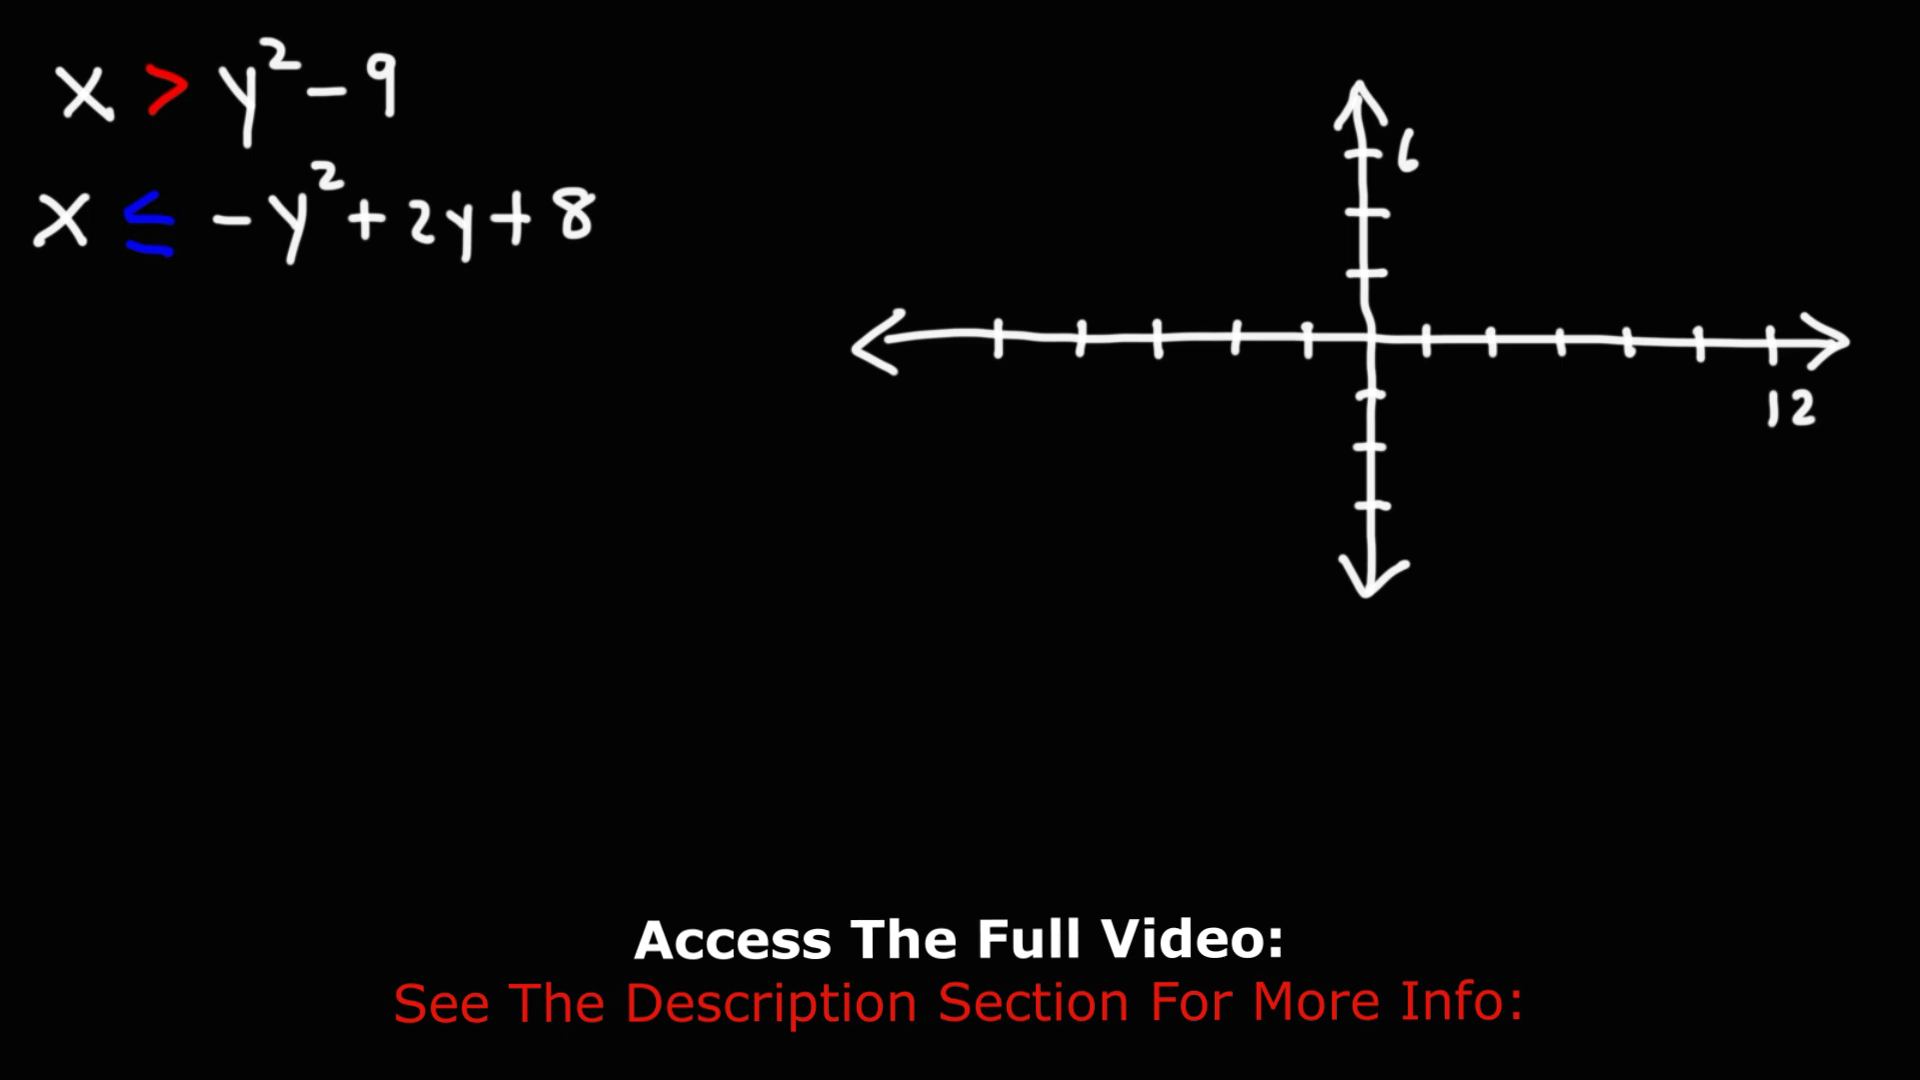 x > y² - 9
x ≤ -y² + 2y + 8
6
12
Access The Full Video:
See The Description Section For More Info: